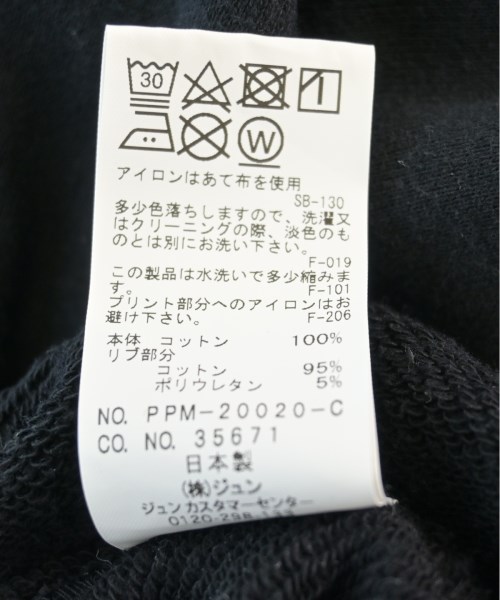 30
W
アイロンはあて布を使用
SB-130
多少色落ちしますので、洗濯又
はクリーニングの際、淡色のも
のとは別にお洗い下さい。
F-019
この製品は水洗いで多少縮みま
す。 F-101
プリント部分へのアイロンはお
避け下さい。 F-206
本体 コットン 100%
リブ部分
コットン 95%
ポリウレタン 5%
NO. PPM-20020-C
CO. NO. 35671
日本製
(株)ジュン
ジュンカスタマーセンター
0120-298-133